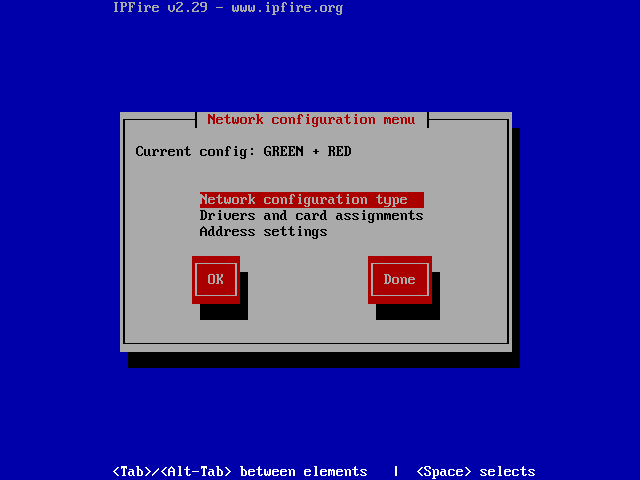 IPFire v2.29 - www.ipfire.org
Network configuration menu
Current config: GREEN + RED
Network configuration type
Drivers and card assignments
Address settings
OK Done
<Tab>/<Alt-Tab> between elements | <Space> selects